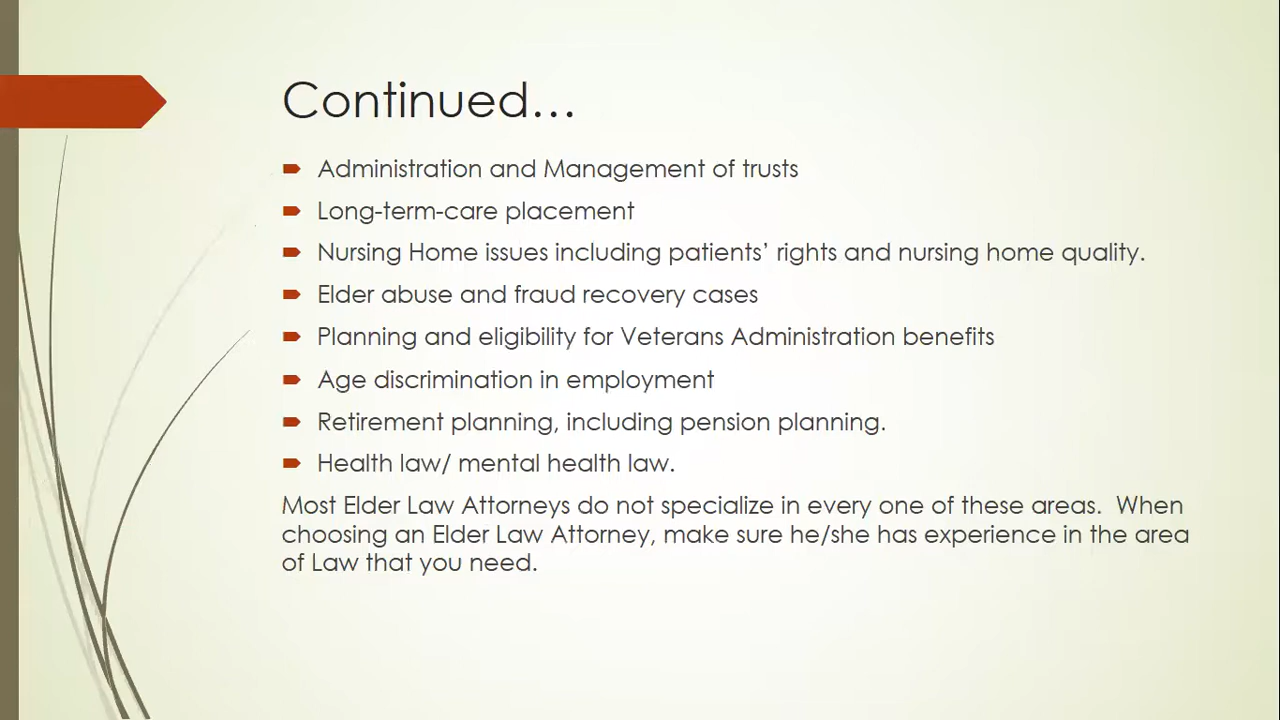 Continued…
Administration and Management of trusts
Long-term-care placement
Nursing Home issues including patients’ rights and nursing home quality.
Elder abuse and fraud recovery cases
Planning and eligibility for Veterans Administration benefits
Age discrimination in employment
Retirement planning, including pension planning.
Health law/ mental health law.
Most Elder Law Attorneys do not specialize in every one of these areas.  When
choosing an Elder Law Attorney, make sure he/she has experience in the area
of Law that you need.